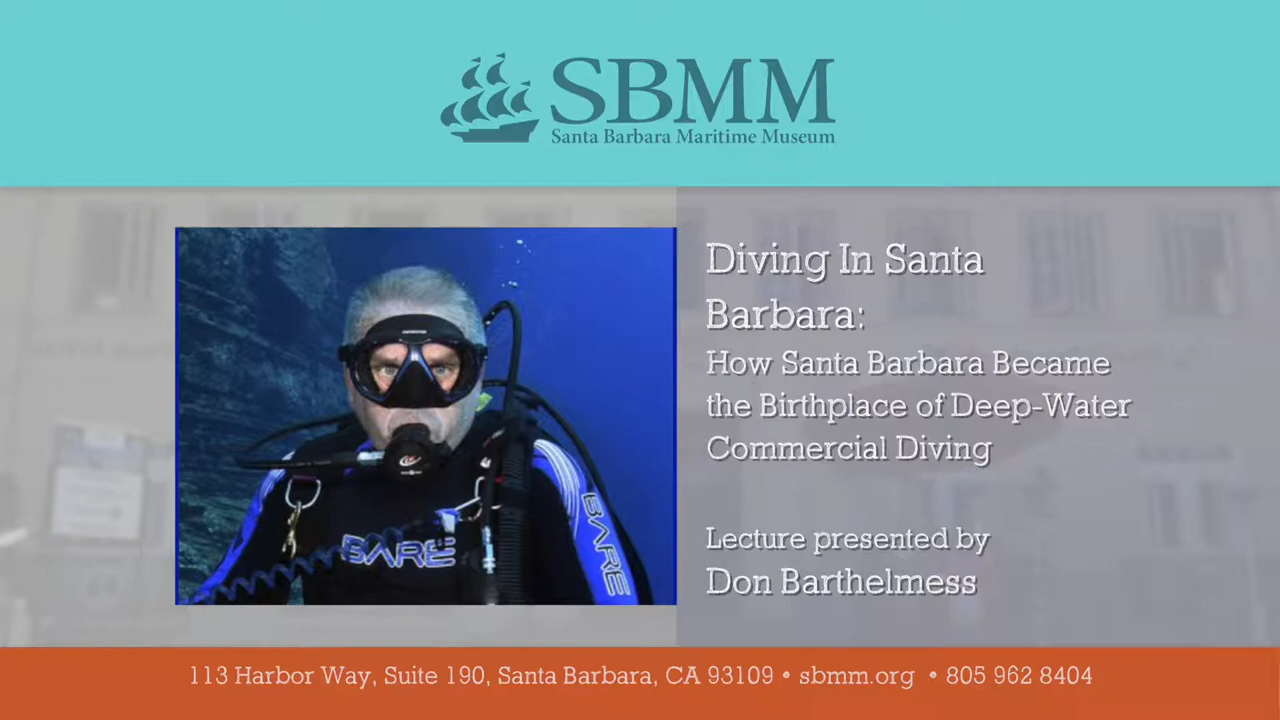 SBMM
Santa Barbara Maritime Museum
Diving In Santa
Barbara:
How Santa Barbara Became
the Birthplace of Deep-Water
Commercial Diving
Lecture presented by
Don Barthelmess
BARE
BARE
113 Harbor Way, Suite 190, Santa Barbara, CA 93109 • sbmm.org • 805 962 8404